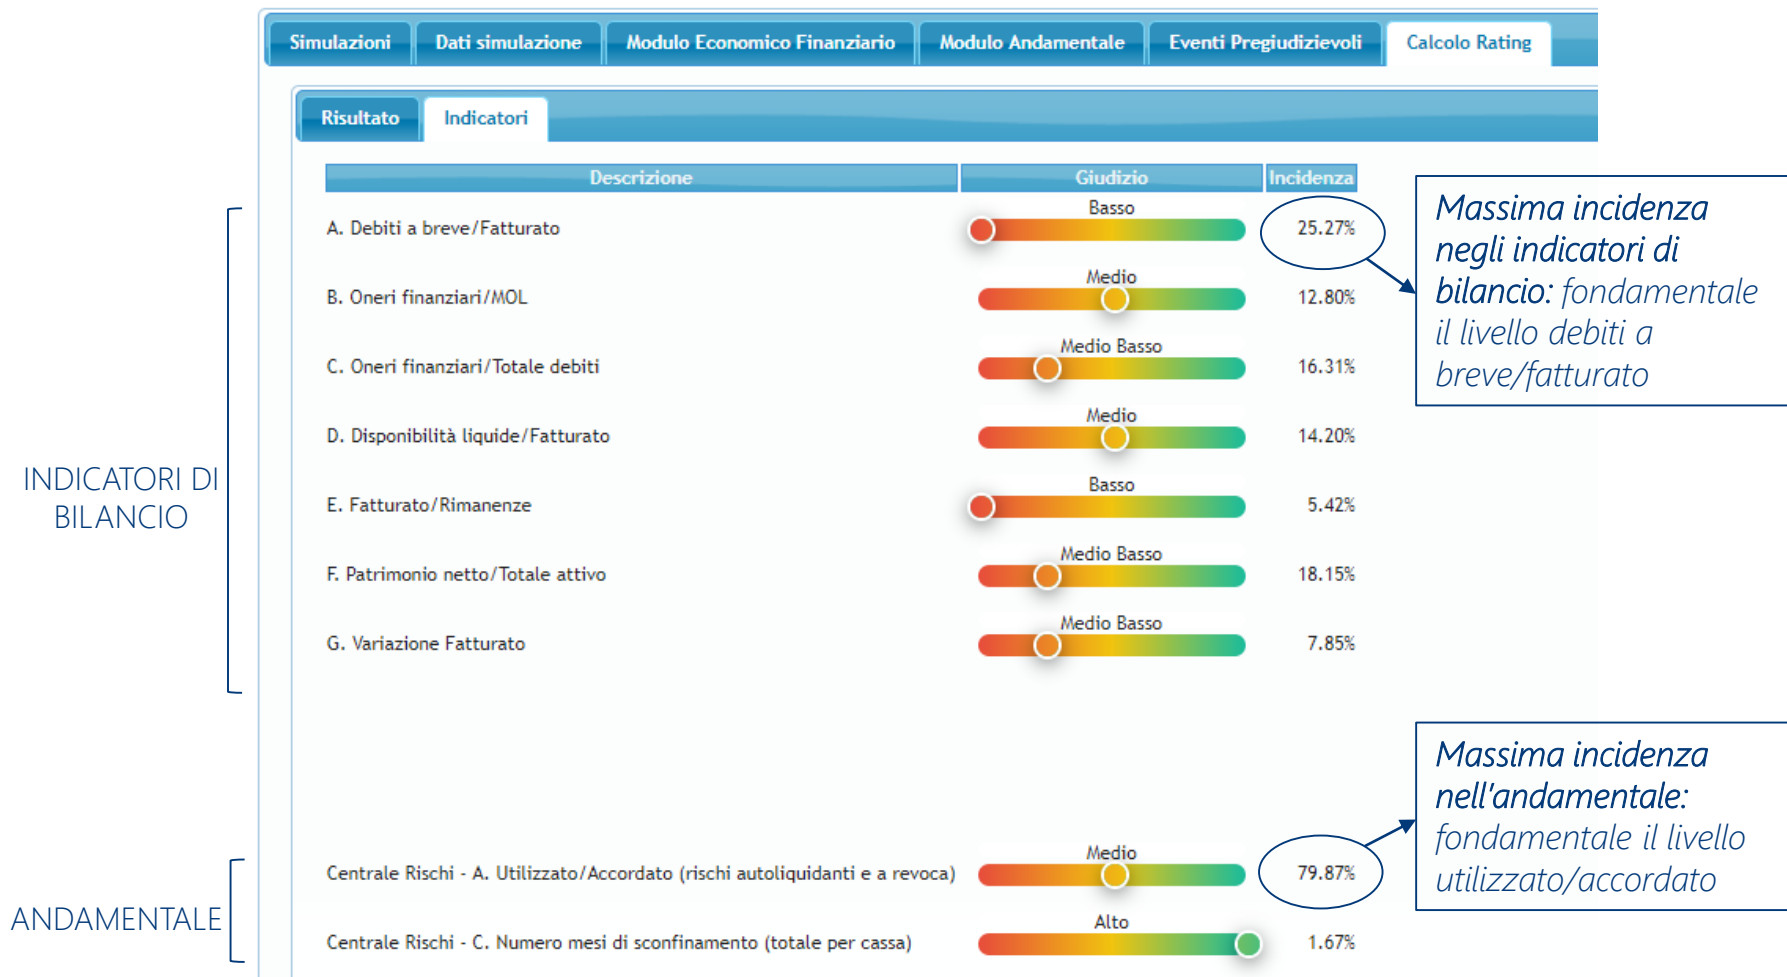 Simulazioni Dati simulazione Modulo Economico Finanziario Modulo Andamentale Eventi Pregiudizievoli Calcolo Rating
Risultato Indicatori
Descrizione Giudizio Incidenza
A. Debiti a breve/Fatturato Basso 25.27%
B. Oneri finanziari/MOL Medio 12.80%
C. Oneri finanziari/Totale debiti Medio Basso 16.31%
D. Disponibilità liquide/Fatturato Medio 14.20%
E. Fatturato/Rimanenze Basso 5.42%
F. Patrimonio netto/Totale attivo Medio Basso 18.15%
G. Variazione Fatturato Medio Basso 7.85%
Centrale Rischi - A. Utilizzato/Accordato (rischi autoliquidanti e a revoca) Medio 79.87%
Centrale Rischi - C. Numero mesi di sconfinamento (totale per cassa) Alto 1.67%
INDICATORI DI
BILANCIO
ANDAMENTALE
Massima incidenza
negli indicatori di
bilancio: fondamentale
il livello debiti a
breve/fatturato
Massima incidenza
nell'andamentale:
fondamentale il livello
utilizzato/accordato